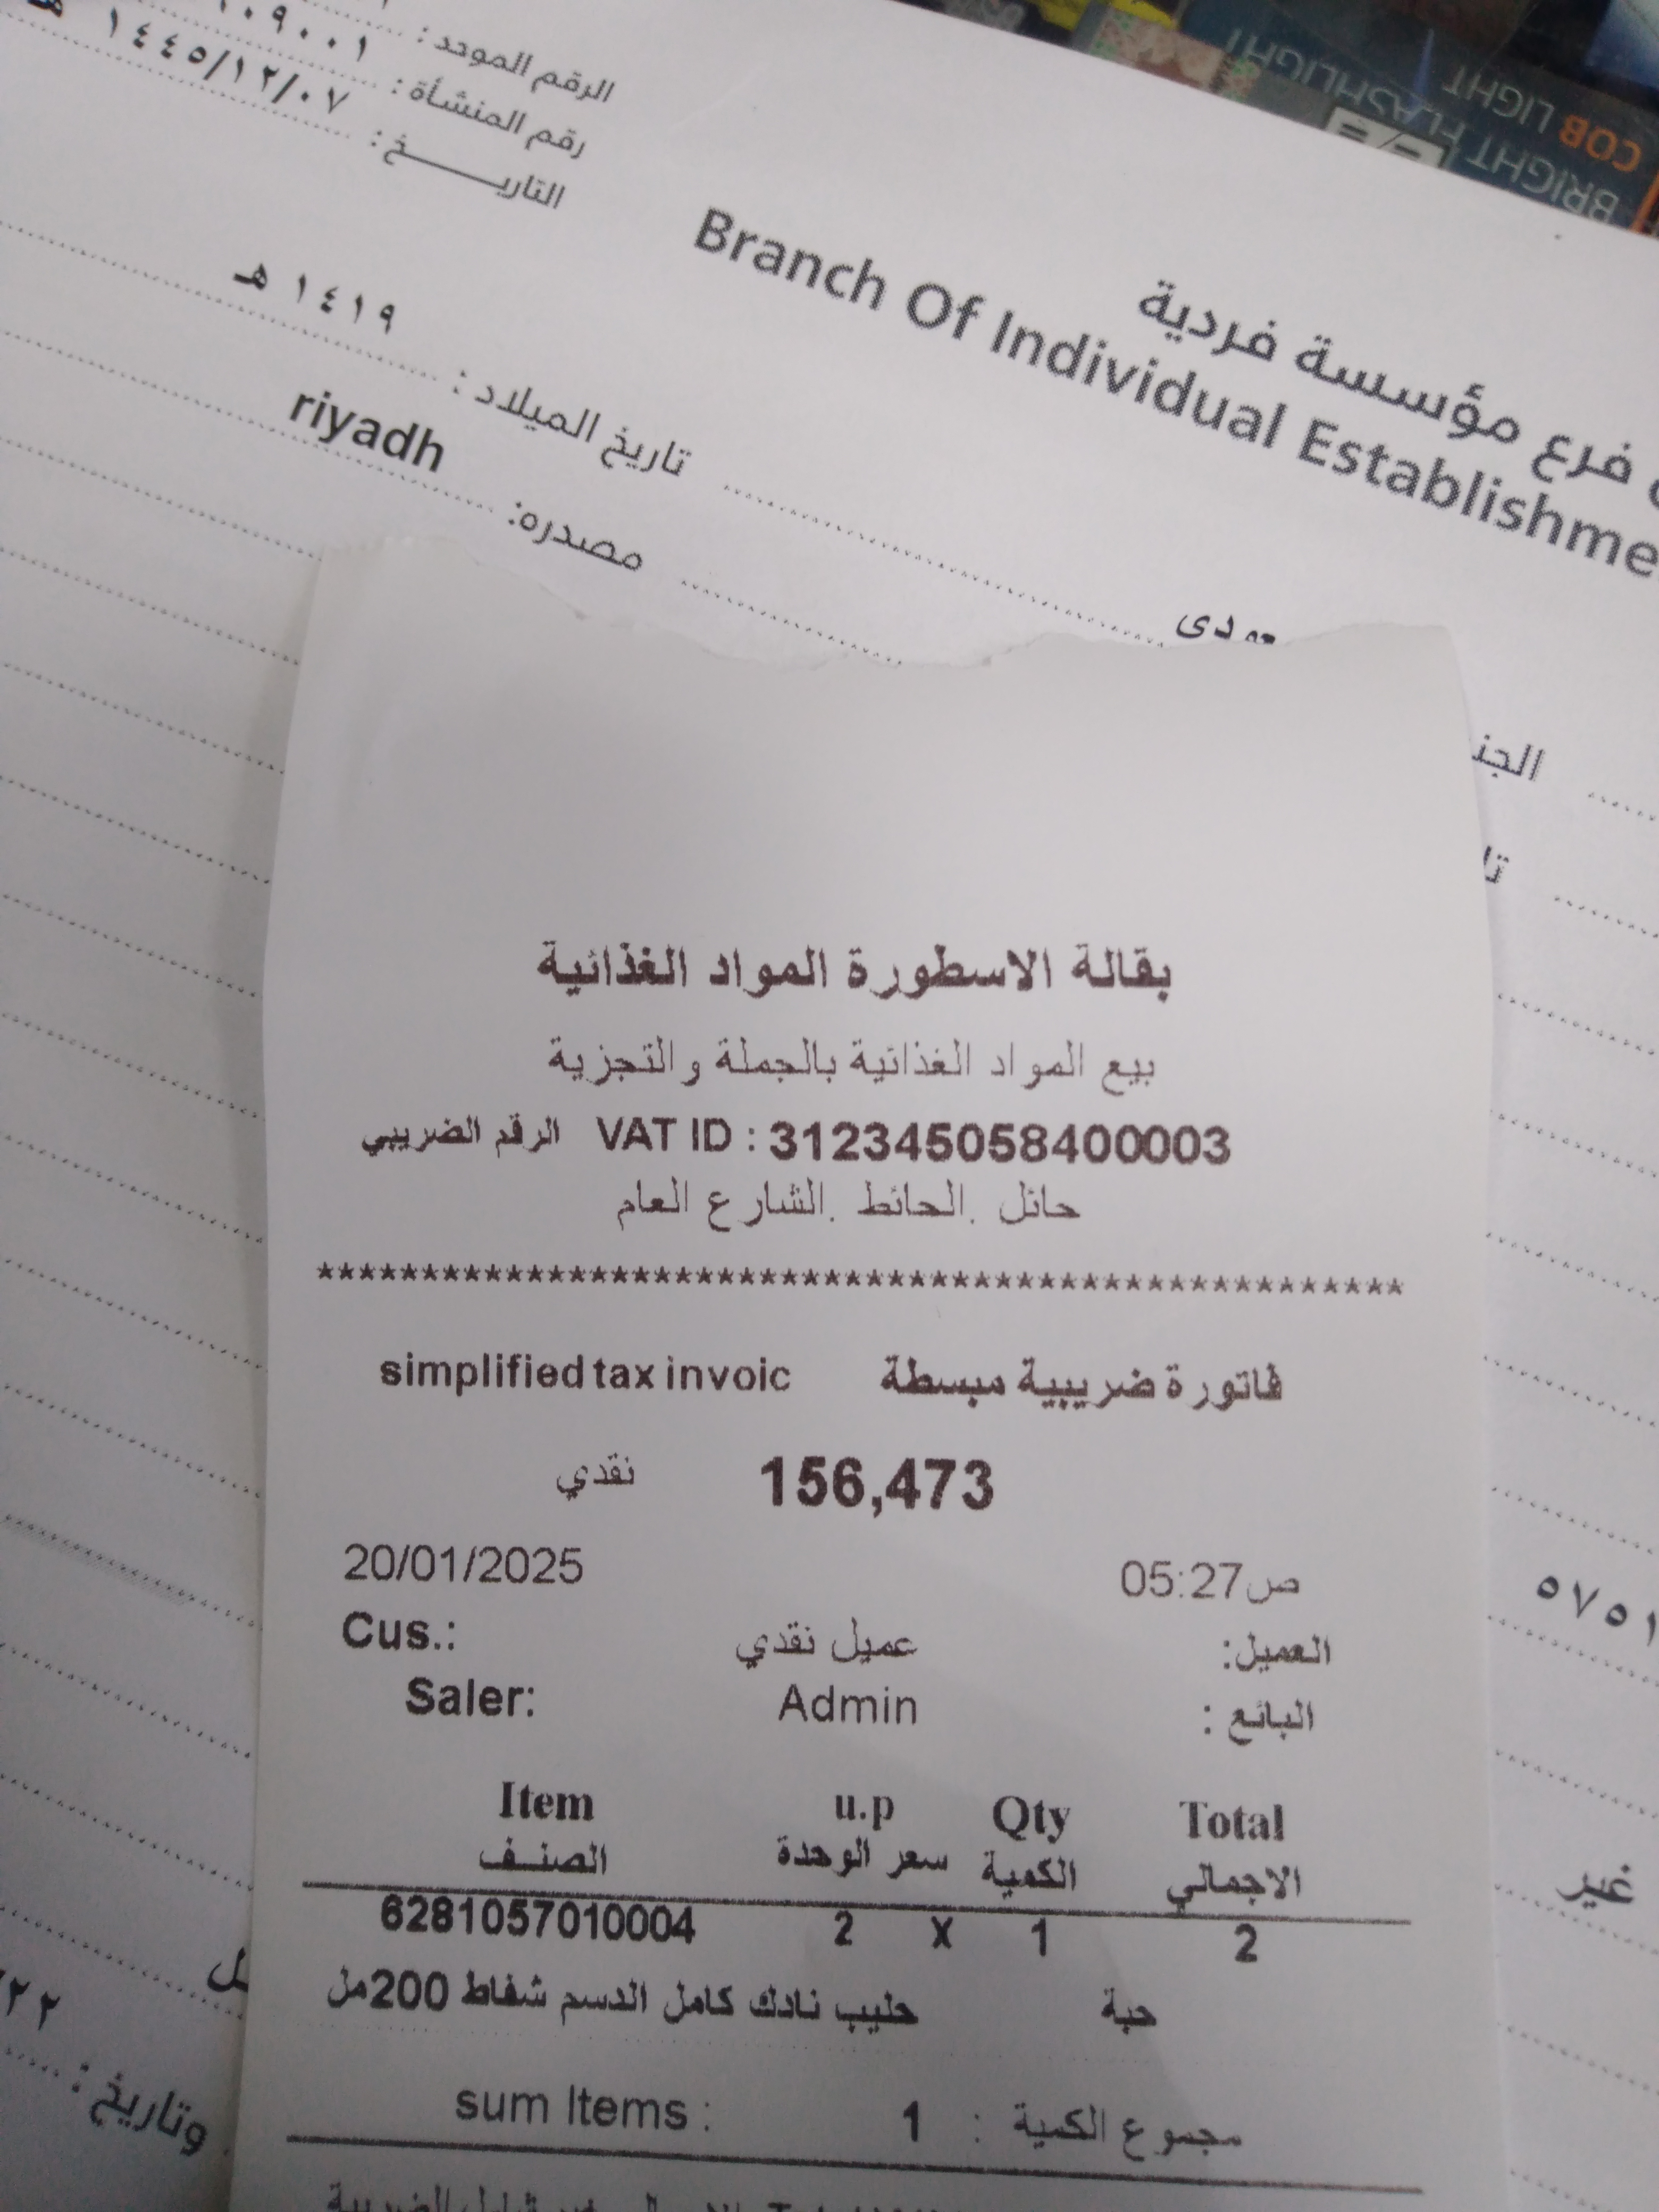 BRIGHT FLASHLIGHT
COB LIGHT
الرقم الموحد :
رقم المنشأة :
التاريــــخ : ١٤٤٥/١٢/٠٧
فرع مؤسسة فردية
Branch Of Individual
تاريخ الميلاد : ١٤١٩ هـ
مصدره: riyadh
٥٧٥١
غير
وتاريخ :
بقالة الاسطورة المواد الغذائية
بيع المواد الغذائية بالجملة والتجزية
الرقم الضريبي VAT ID : 312345058400003
حائل .الحائط .الشارع العام
****************************************************
simplified tax invoic فاتورة ضريبية مبسطة
156,473 نقدي
20/01/2025 05:27ص
Cus.: عميل نقدي العميل:
Saler: Admin البائع :
Item u.p Qty Total
الصنــف سعر الوحدة الكمية الاجمالي
6281057010004 2 X 1 2
حليب نادك كامل الدسم شفاط 200مل حبة
sum Items : 1 : مجموع الكمية